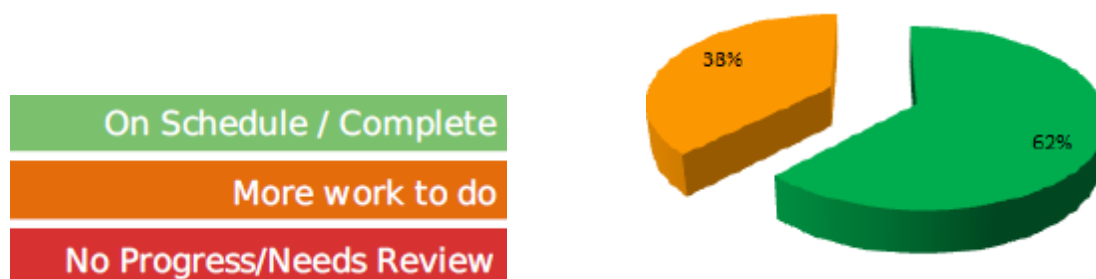 On Schedule / Complete
More work to do
No Progress/Needs Review
38%
62%